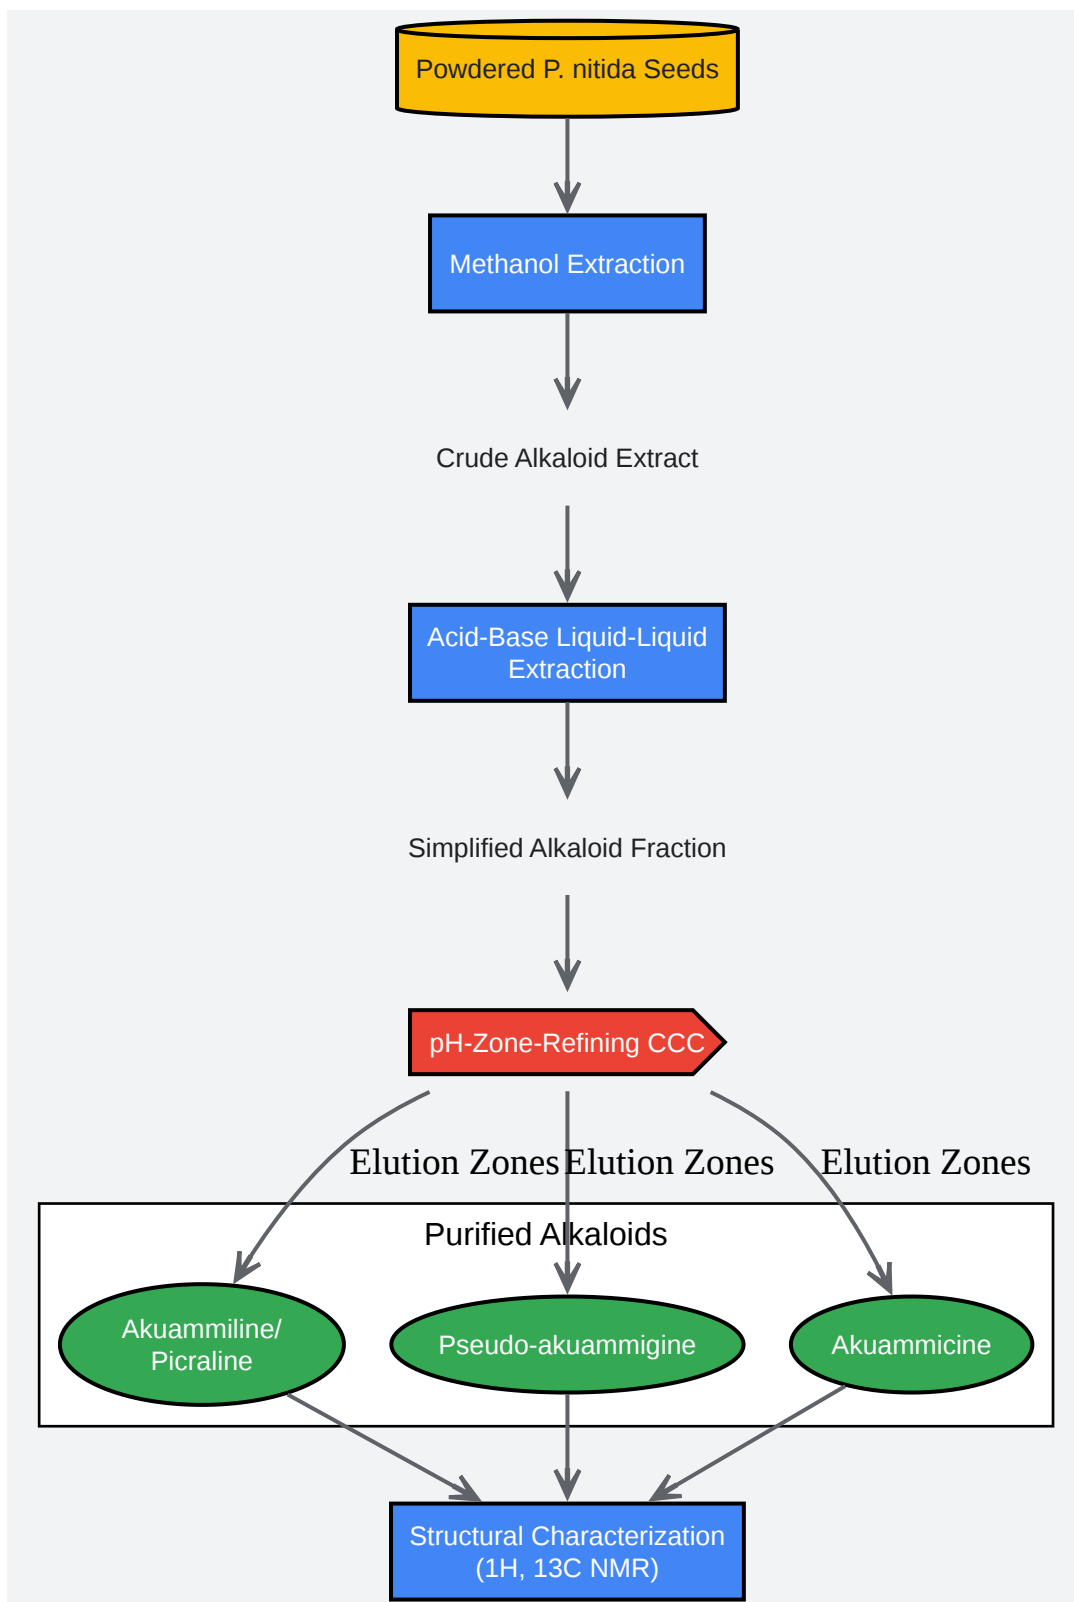 Powdered P. nitida Seeds
Methanol Extraction
Crude Alkaloid Extract
Acid-Base Liquid-Liquid
Extraction
Simplified Alkaloid Fraction
pH-Zone-Refining CCC
Elution Zones
Elution Zones
Elution Zones
Purified Alkaloids
Akuammiline/
Picraline
Pseudo-akuammigine
Akuammicine
Structural Characterization
(1H, 13C NMR)